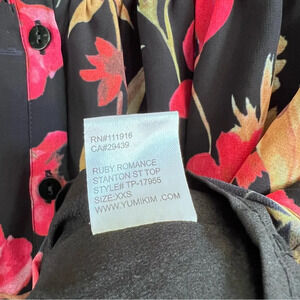 RN#111916
CA#29439
RUBY ROMANCE
STANTON ST TOP
STYLE# TP-17955
SIZE:XXS
WWW.YUMIKIM.COM